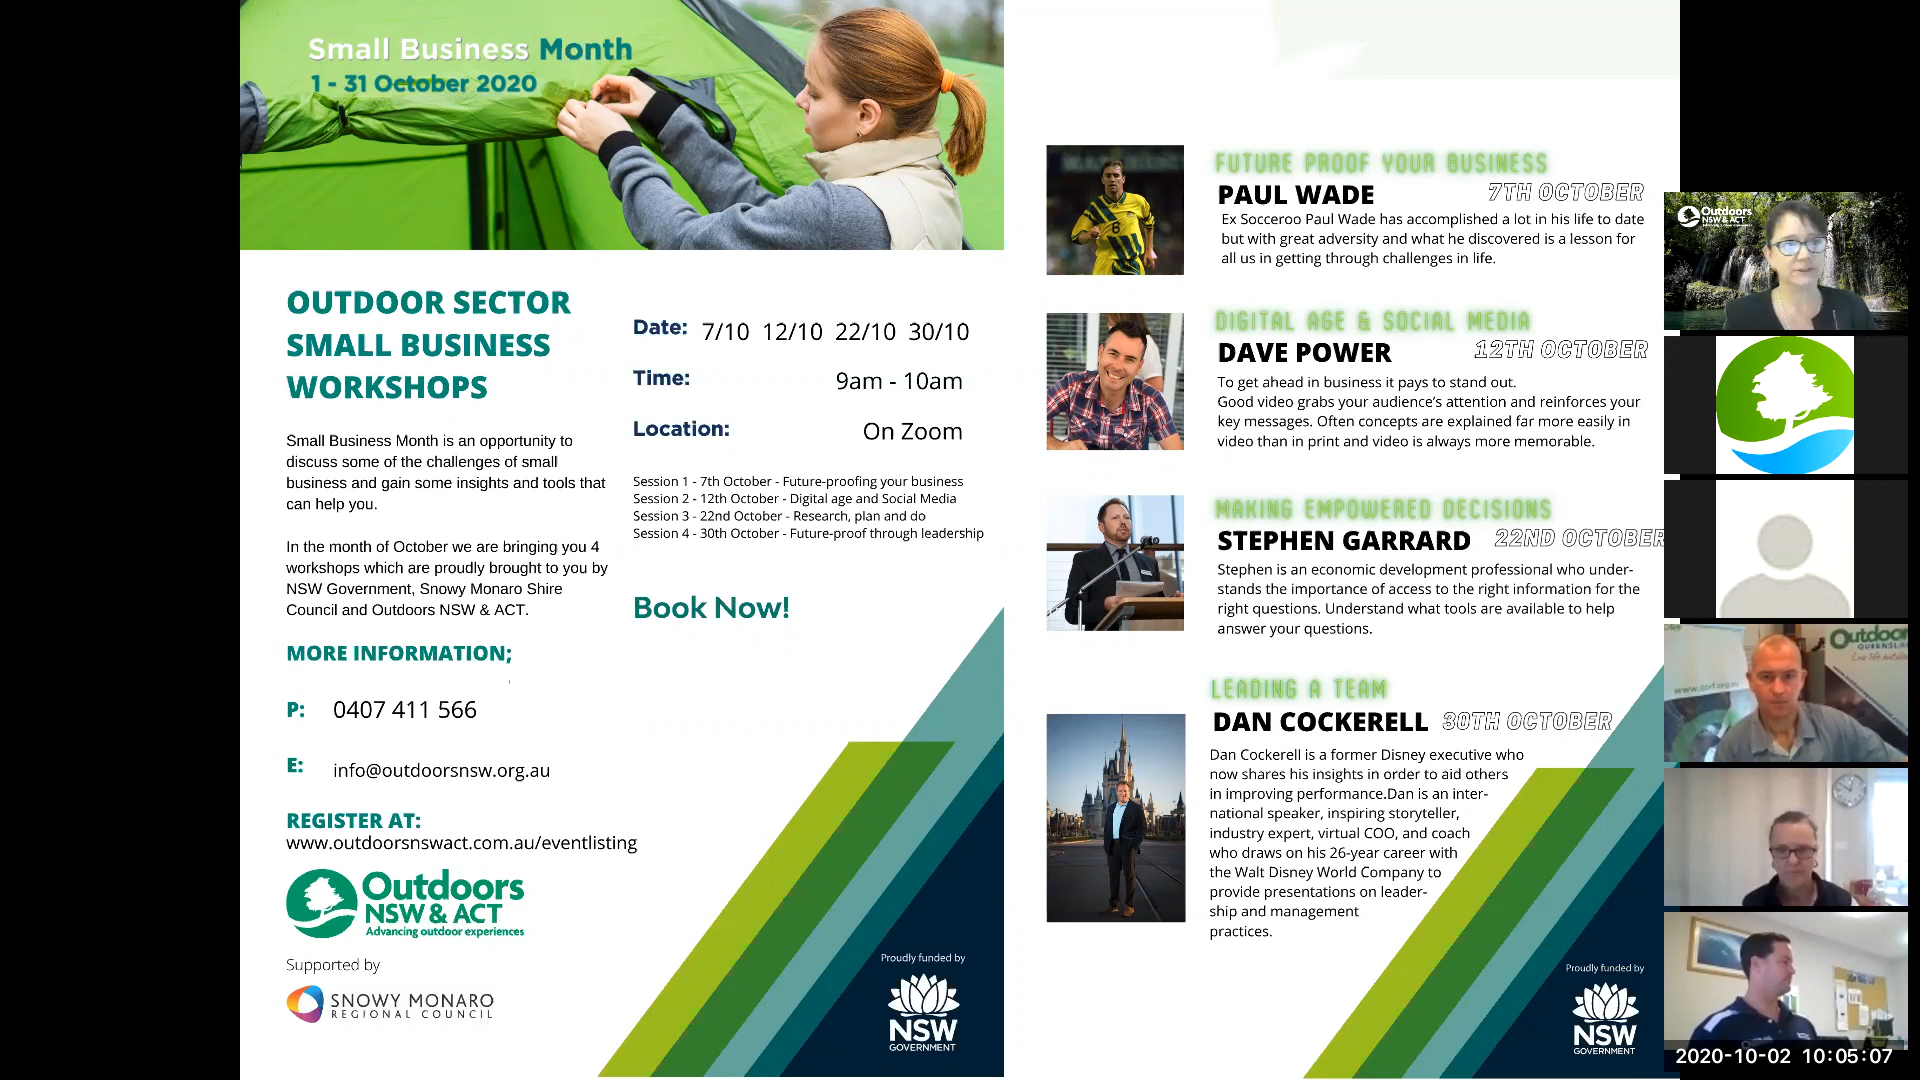 Small Business Month
1 - 31 October 2020
OUTDOOR SECTOR
SMALL BUSINESS
WORKSHOPS
Small Business Month is an opportunity to
discuss some of the challenges of small
business and gain some insights and tools that
can help you.
In the month of October we are bringing you 4
workshops which are proudly brought to you by
NSW Government, Snowy Monaro Shire
Council and Outdoors NSW & ACT.
MORE INFORMATION;
P: 0407 411 566
E: info@outdoorsnsw.org.au
REGISTER AT:
www.outdoorsnswact.com.au/eventlisting
Outdoors
NSW & ACT
Advancing outdoor experiences
Supported by
SNOWY MONARO
REGIONAL COUNCIL
Date: 7/10 12/10 22/10 30/10
Time: 9am - 10am
Location: On Zoom
Session 1 - 7th October - Future-proofing your business
Session 2 - 12th October - Digital age and Social Media
Session 3 - 22nd October - Research, plan and do
Session 4 - 30th October - Future-proof through leadership
Book Now!
Proudly funded by
NSW
GOVERNMENT
FUTURE PROOF YOUR BUSINESS
PAUL WADE 7TH OCTOBER
Ex Socceroo Paul Wade has accomplished a lot in his life to date
but with great adversity and what he discovered is a lesson for
all us in getting through challenges in life.
6
DIGITAL AGE & SOCIAL MEDIA
DAVE POWER 12TH OCTOBER
To get ahead in business it pays to stand out.
Good video grabs your audience's attention and reinforces your
key messages. Often concepts are explained far more easily in
video than in print and video is always more memorable.
MAKING EMPOWERED DECISIONS
STEPHEN GARRARD 22ND OCTOBER
Stephen is an economic development professional who under-
stands the importance of access to the right information for the
right questions. Understand what tools are available to help
answer your questions.
LEADING A TEAM
DAN COCKERELL 30TH OCTOBER
Dan Cockerell is a former Disney executive who
now shares his insights in order to aid others
in improving performance.Dan is an inter-
national speaker, inspiring storyteller,
industry expert, virtual COO, and coach
who draws on his 26-year career with
the Walt Disney World Company to
provide presentations on leader-
ship and management
practices.
Proudly funded by
NSW
GOVERNMENT
Outdoors
NSW & ACT
Outdoor
QUEENSLA
2020-10-02 10:05:07